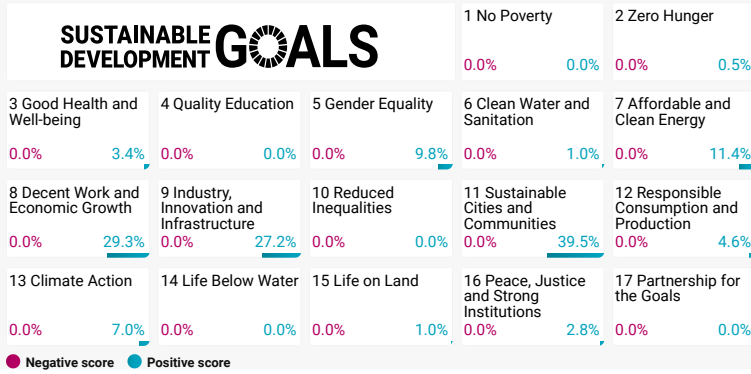 SUSTAINABLE
DEVELOPMENT
GOALS
1 No Poverty
0.0% 0.0%
2 Zero Hunger
0.0% 0.5%
3 Good Health and
Well-being
0.0% 3.4%
4 Quality Education
0.0% 0.0%
5 Gender Equality
0.0% 9.8%
6 Clean Water and
Sanitation
0.0% 1.0%
7 Affordable and
Clean Energy
0.0% 11.4%
8 Decent Work and
Economic Growth
0.0% 29.3%
9 Industry,
Innovation and
Infrastructure
0.0% 27.2%
10 Reduced
Inequalities
0.0% 0.0%
11 Sustainable
Cities and
Communities
0.0% 39.5%
12 Responsible
Consumption and
Production
0.0% 4.6%
13 Climate Action
0.0% 7.0%
14 Life Below Water
0.0% 0.0%
15 Life on Land
0.0% 1.0%
16 Peace, Justice
and Strong
Institutions
0.0% 2.8%
17 Partnership for
the Goals
0.0% 0.0%
Negative score Positive score